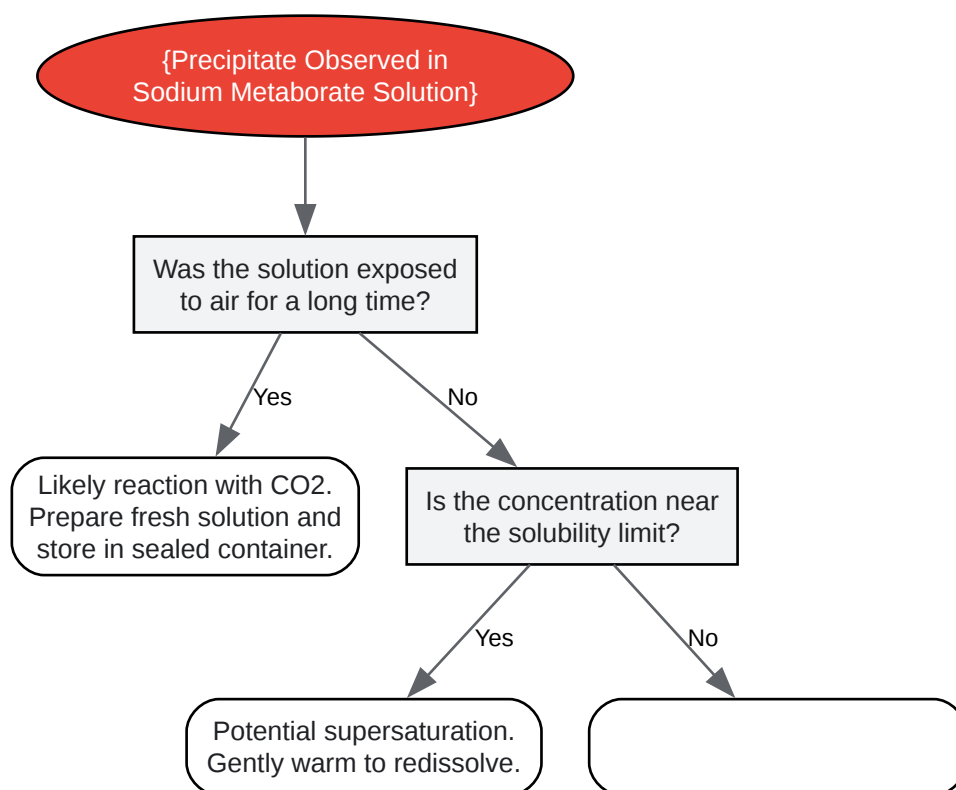 {Precipitate Observed in
Sodium Metaborate Solution}
Was the solution exposed
to air for a long time?
Yes
No
Likely reaction with CO2.
Prepare fresh solution and
store in sealed container.
Is the concentration near
the solubility limit?
Yes
No
Potential supersaturation.
Gently warm to redissolve.